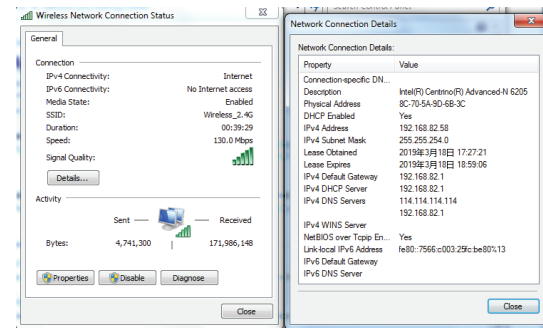 Wireless Network Connection Status
General
Connection
IPv4 Connectivity: Internet
IPv6 Connectivity: No Internet access
Media State: Enabled
SSID: Wireless_2.4G
Duration: 00:39:29
Speed: 130.0 Mbps
Signal Quality:
Details...
Activity
Sent Received
Bytes: 4,741,300 171,986,148
Properties Disable Diagnose
Close
Network Connection Details
Network Connection Details:
Property Value
Connection-specific DN...
Description Intel(R) Centrino(R) Advanced-N 6205
Physical Address 8C-70-5A-9D-6B-3C
DHCP Enabled Yes
IPv4 Address 192.168.82.58
IPv4 Subnet Mask 255.255.254.0
Lease Obtained 2019年3月18日 17:27:21
Lease Expires 2019年3月18日 18:59:06
IPv4 Default Gateway 192.168.82.1
IPv4 DHCP Server 192.168.82.1
IPv4 DNS Servers 114.114.114.114
192.168.82.1
IPv4 WINS Server
NetBIOS over Tcpip En... Yes
Link-local IPv6 Address fe80::7566:c003:25fc:be80%13
IPv6 Default Gateway
IPv6 DNS Server
Close